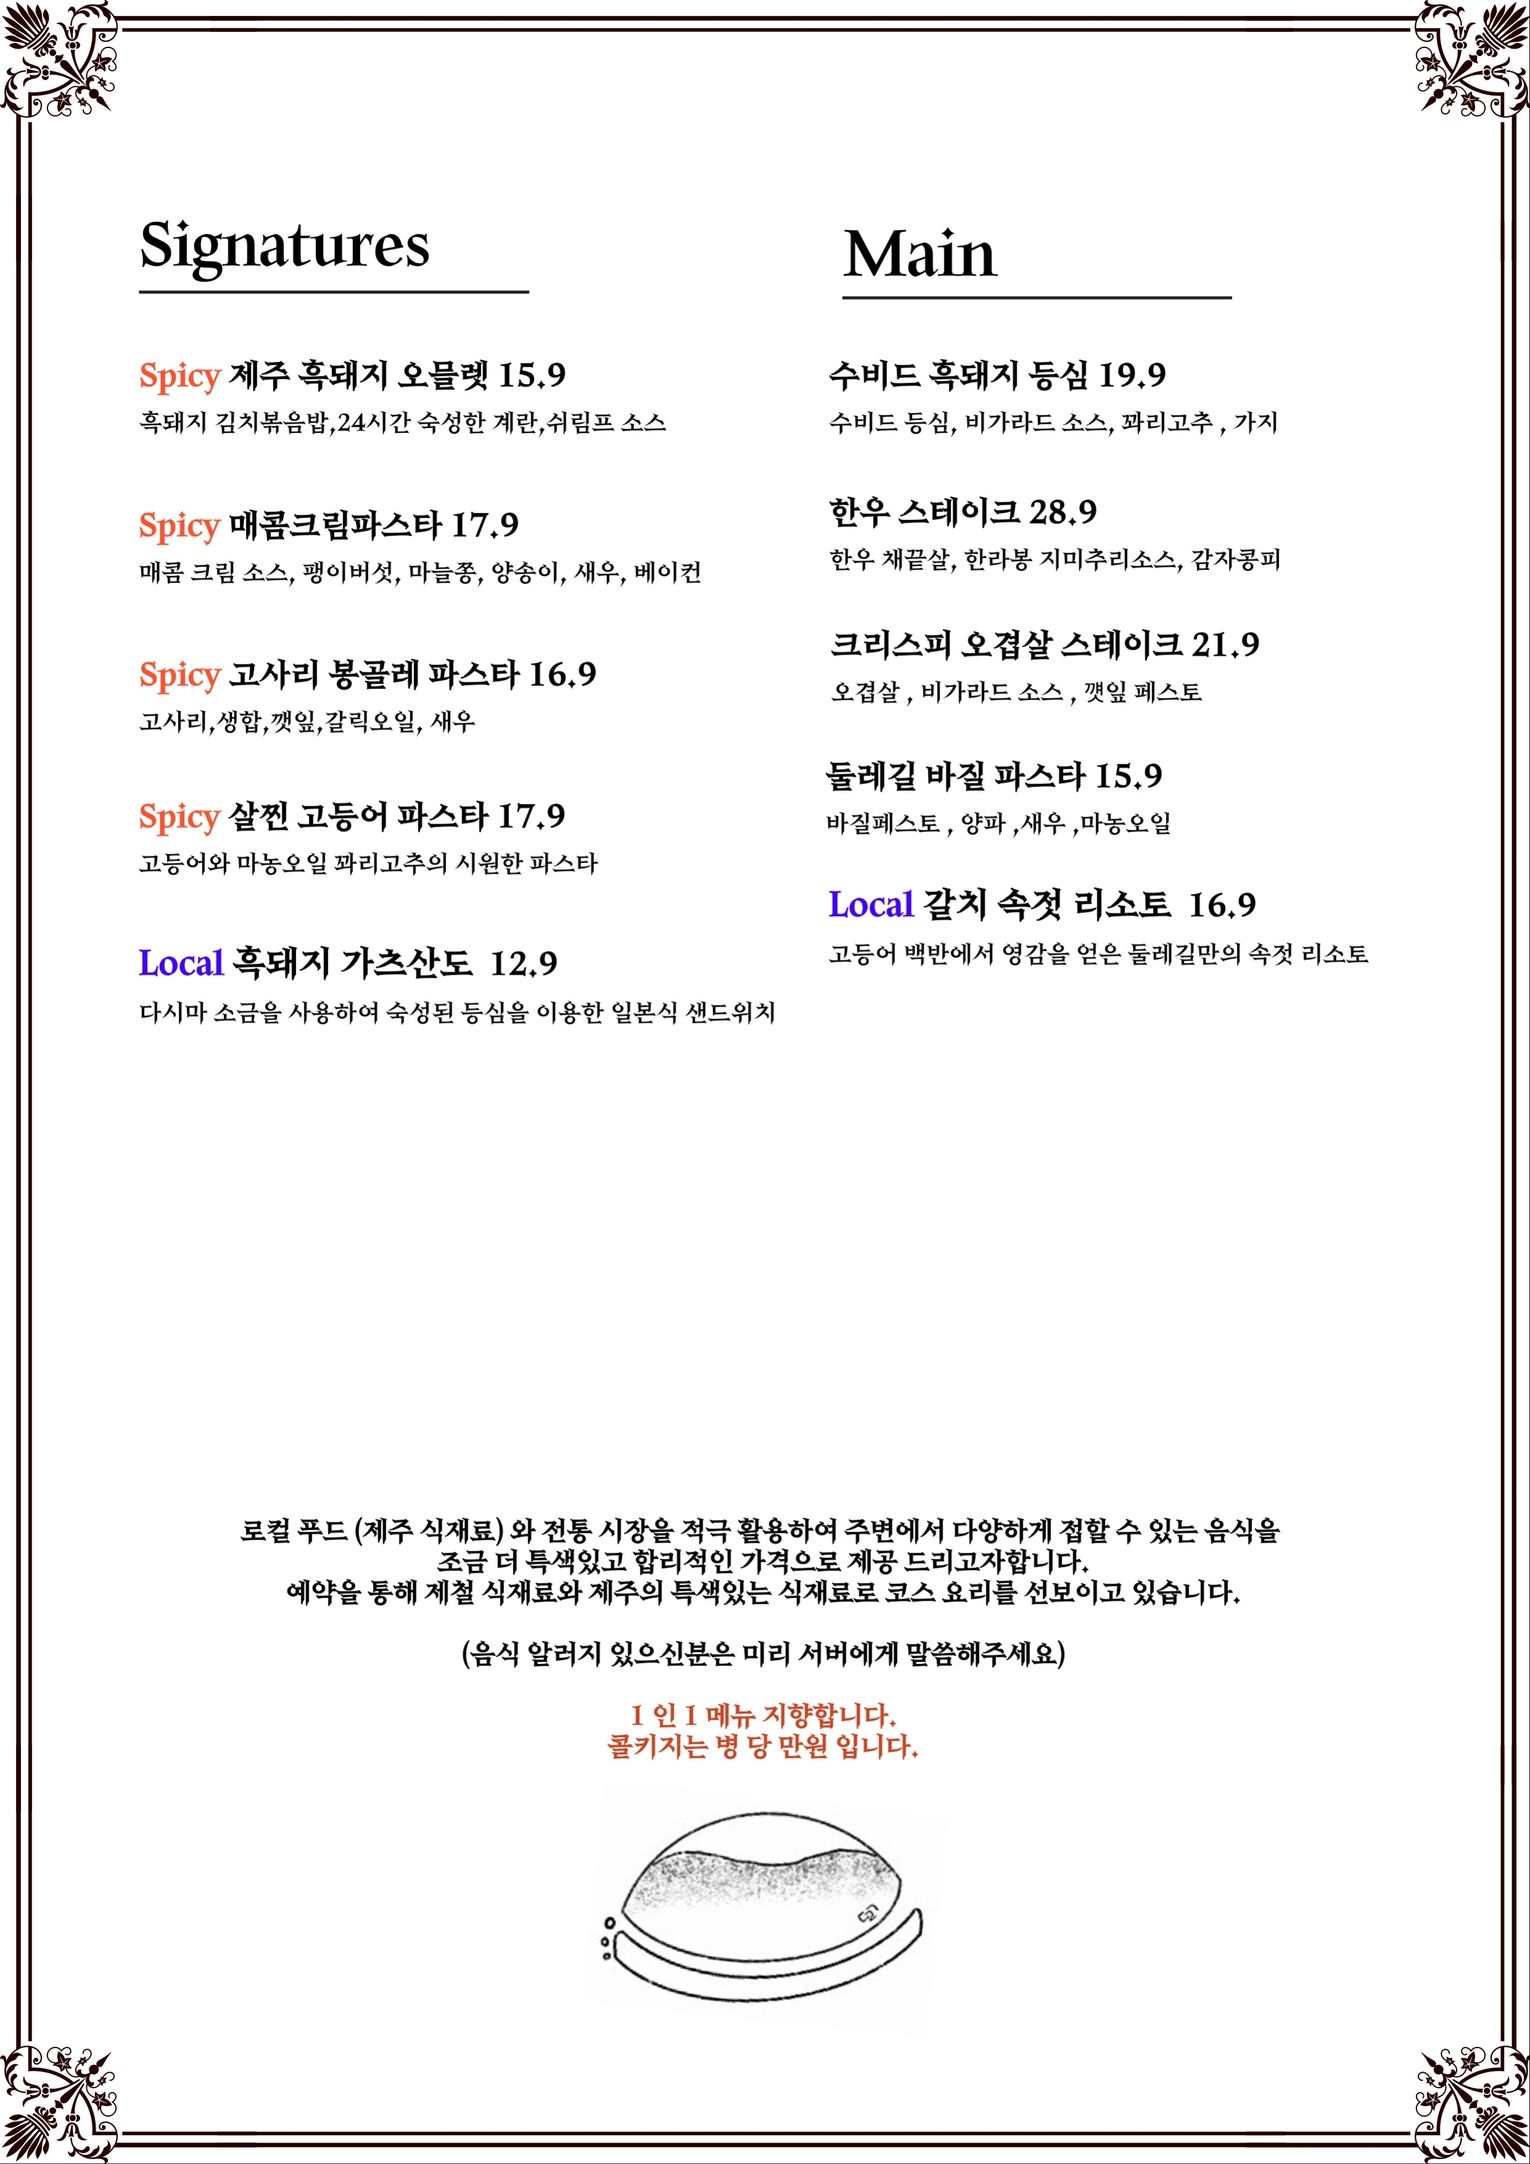 Signatures
Spicy 제주 흑돼지 오믈렛 15.9
흑돼지 김치볶음밥,24시간 숙성한 계란,쉬림프 소스
Spicy 매콤크림파스타 17.9
매콤 크림 소스, 팽이버섯, 마늘쫑, 양송이, 새우, 베이컨
Spicy 고사리 봉골레 파스타 16.9
고사리,생합,깻잎,갈릭오일, 새우
Spicy 살찐 고등어 파스타 17.9
고등어와 마농오일 꽈리고추의 시원한 파스타
Local 흑돼지 가츠산도 12.9
다시마 소금을 사용하여 숙성된 등심을 이용한 일본식 샌드위치
Main
수비드 흑돼지 등심 19.9
수비드 등심, 비가라드 소스, 꽈리고추 , 가지
한우 스테이크 28.9
한우 채끝살, 한라봉 지미추리소스, 감자콩피
크리스피 오겹살 스테이크 21.9
오겹살 , 비가라드 소스 , 깻잎 페스토
둘레길 바질 파스타 15.9
바질페스토 , 양파 ,새우 ,마농오일
Local 갈치 속젓 리소토 16.9
고등어 백반에서 영감을 얻은 둘레길만의 속젓 리소토
로컬 푸드 (제주 식재료) 와 전통 시장을 적극 활용하여 주변에서 다양하게 접할 수 있는 음식을
조금 더 특색있고 합리적인 가격으로 제공 드리고자합니다.
예약을 통해 제철 식재료와 제주의 특색있는 식재료로 코스 요리를 선보이고 있습니다.
(음식 알러지 있으신분은 미리 서버에게 말씀해주세요)
1 인 1 메뉴 지향합니다.
콜키지는 병 당 만원 입니다.